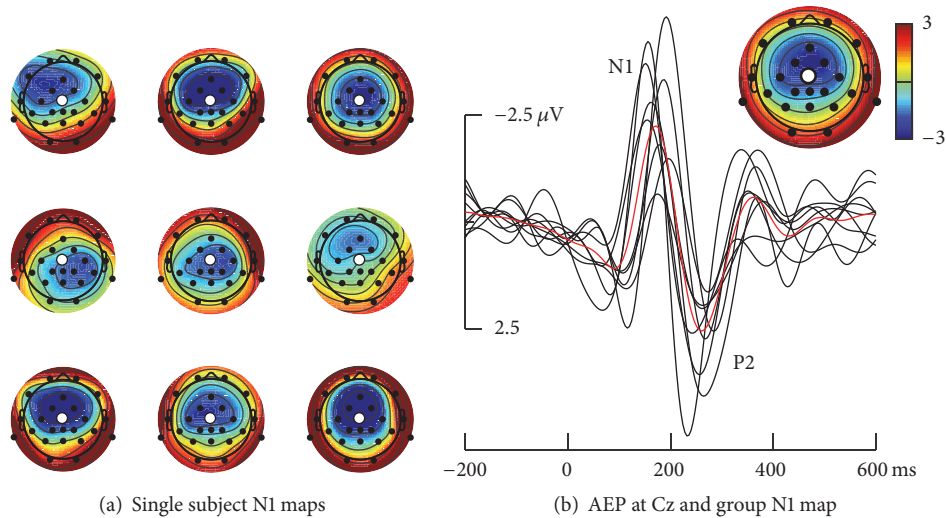 3
−3
N1
−2.5 μV
2.5
P2
−200 0 200 400 600 ms
(a) Single subject N1 maps
(b) AEP at Cz and group N1 map